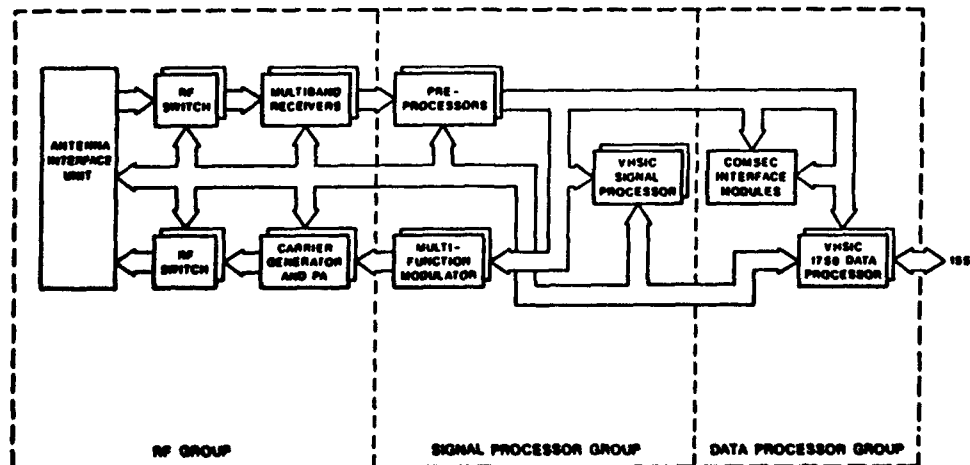 ANTENNA
INTERFACE
UNIT
RF
SWITCH
MULTIBAND
RECEIVERS
PRE-
PROCESSORS
VHSIC
SIGNAL
PROCESSOR
COMSEC
INTERFACE
MODULES
RF
SWITCH
CARRIER
GENERATOR
AND PA
MULTI-
FUNCTION
MODULATOR
VHSIC
1750 DATA
PROCESSOR
RF GROUP
SIGNAL PROCESSOR GROUP
DATA PROCESSOR GROUP